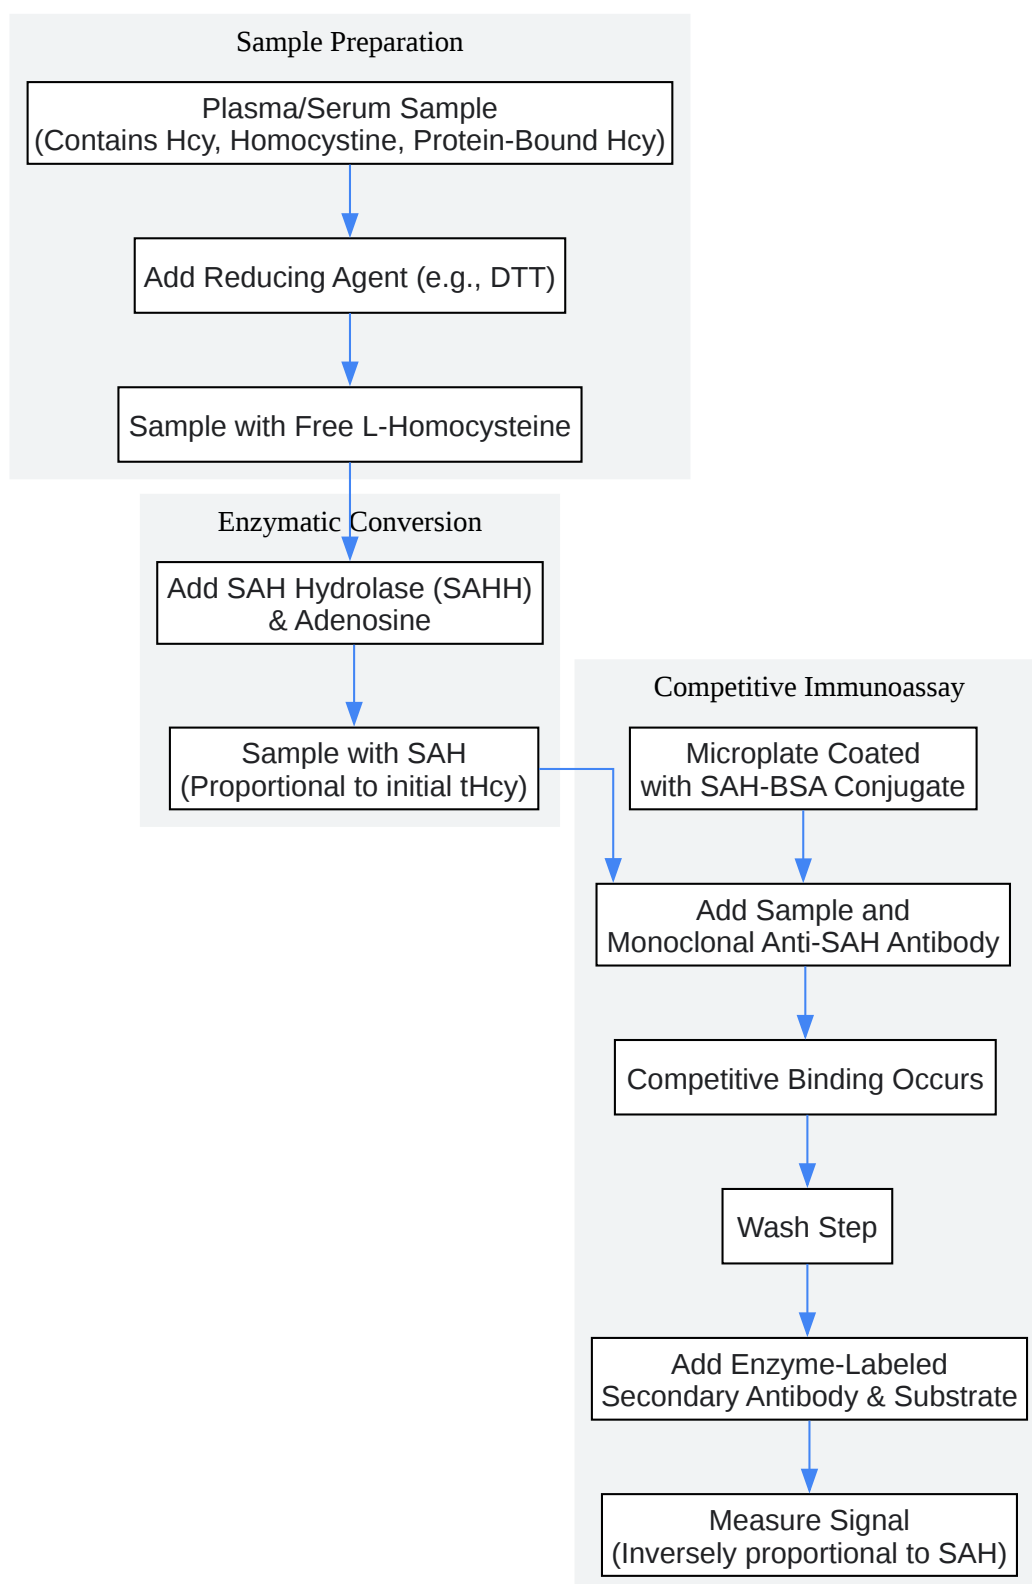 Sample Preparation
Plasma/Serum Sample
(Contains Hcy, Homocystine, Protein-Bound Hcy)
Add Reducing Agent (e.g., DTT)
Sample with Free L-Homocysteine
Enzymatic Conversion
Add SAH Hydrolase (SAHH)
& Adenosine
Sample with SAH
(Proportional to initial tHcy)
Competitive Immunoassay
Microplate Coated
with SAH-BSA Conjugate
Add Sample and
Monoclonal Anti-SAH Antibody
Competitive Binding Occurs
Wash Step
Add Enzyme-Labeled
Secondary Antibody & Substrate
Measure Signal
(Inversely proportional to SAH)